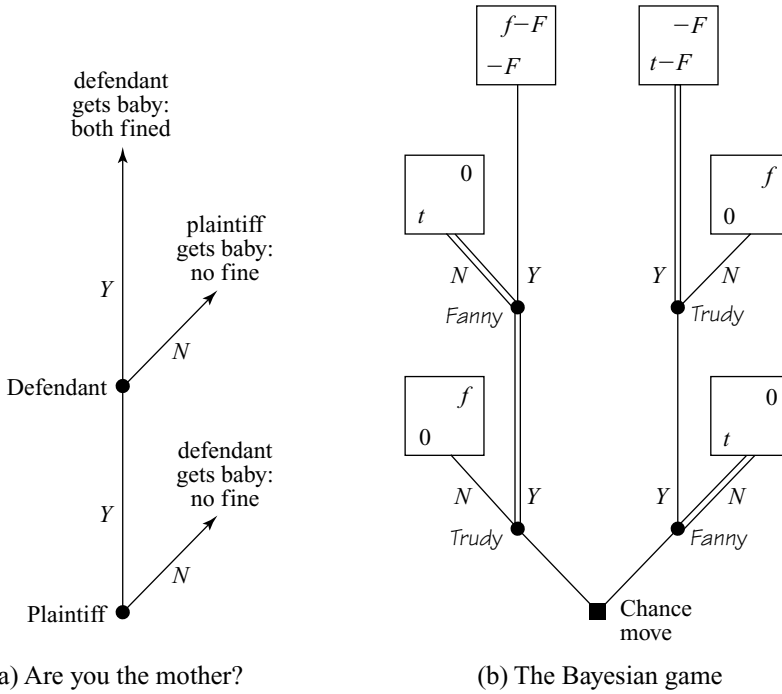 defendant
gets baby:
both fined
Y
plaintiff
gets baby:
no fine
N
Defendant
defendant
gets baby:
no fine
Y
N
Plaintiff
(a) Are you the mother?
f−F
−F
−F
t−F
0
t
f
0
N
Y
Y
N
Fanny
Trudy
f
0
0
t
N
Y
Y
N
Trudy
Fanny
Chance
move
(b) The Bayesian game